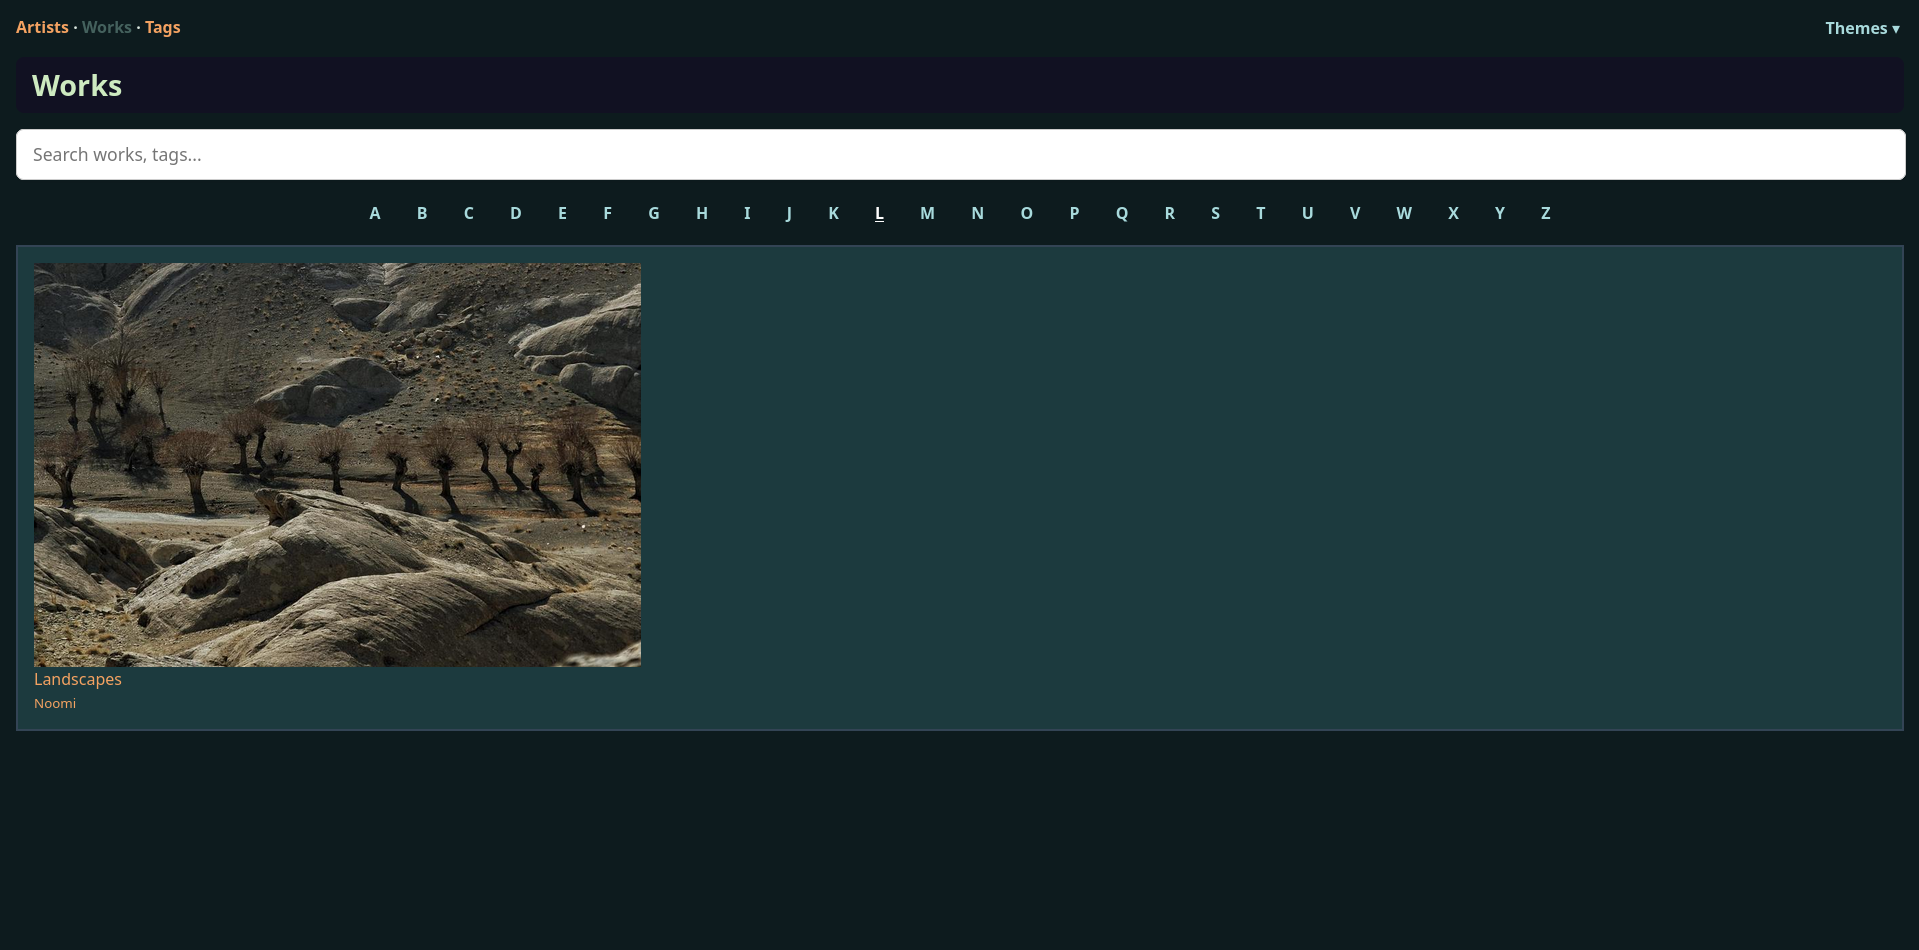 Artists · Works · Tags
Themes ▾
Works
Search works, tags...
A B C D E F G H I J K L M N O P Q R S T U V W X Y Z
Landscapes
Noomi